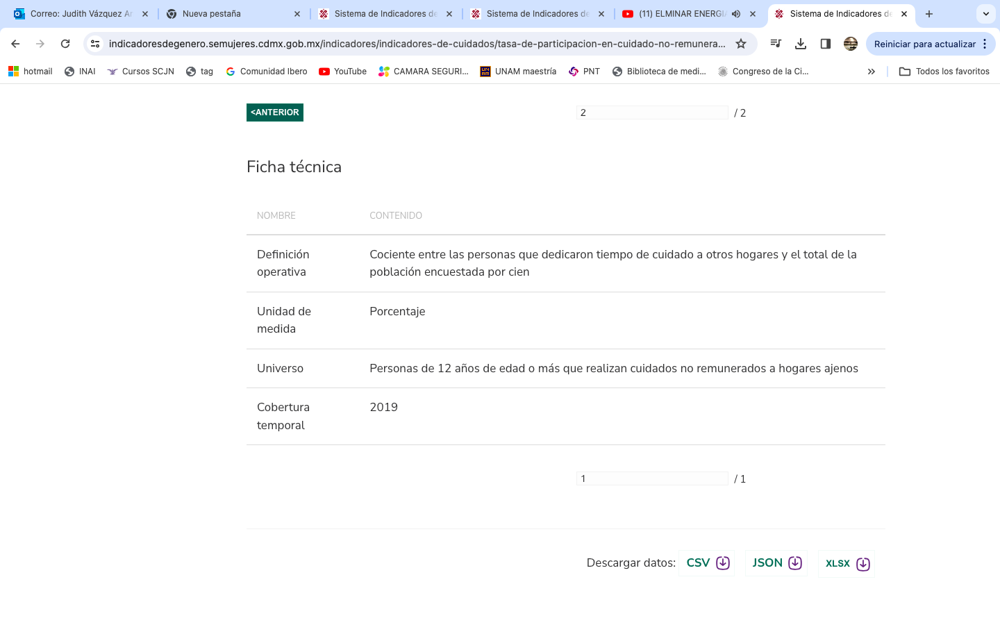 Correo: Judith Vázquez Ar
Nueva pestaña
Sistema de Indicadores de
Sistema de Indicadores de
(11) ELMINAR ENERGIA
Sistema de Indicadores de
indicadoresdegenero.semujeres.cdmx.gob.mx/indicadores/indicadores-de-cuidados/tasa-de-participacion-en-cuidado-no-remunera...
Reiniciar para actualizar
hotmail
INAI
Cursos SCJN
tag
Comunidad Ibero
YouTube
CAMARA SEGURI...
UNAM maestría
PNT
Biblioteca de medi...
Congreso de la Ci...
»
Todos los favoritos
<ANTERIOR
2 / 2
Ficha técnica
NOMBRE CONTENIDO
Definición Cociente entre las personas que dedicaron tiempo de cuidado a otros hogares y el total de la
operativa población encuestada por cien
Unidad de Porcentaje
medida
Universo Personas de 12 años de edad o más que realizan cuidados no remunerados a hogares ajenos
Cobertura 2019
temporal
1 / 1
Descargar datos: CSV JSON XLSX